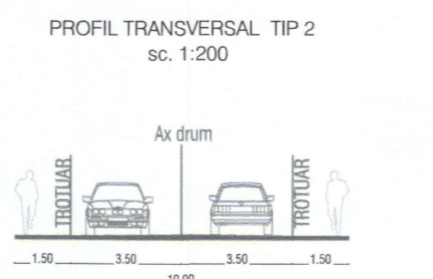 PROFIL TRANSVERSAL TIP 2
sc. 1:200
Ax drum
TROTUAR
TROTUAR
1.50 3.50 3.50 1.50
10.00